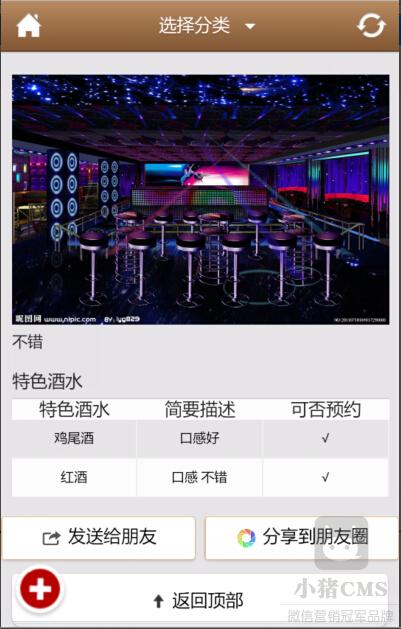 选择分类
昵图网 www.nipic.com BY: lyg829
不错
特色酒水
特色酒水 简要描述 可否预约
鸡尾酒 口感好 √
红酒 口感 不错 √
发送给朋友 分享到朋友圈
返回顶部
小猪CMS
微信营销冠军品牌